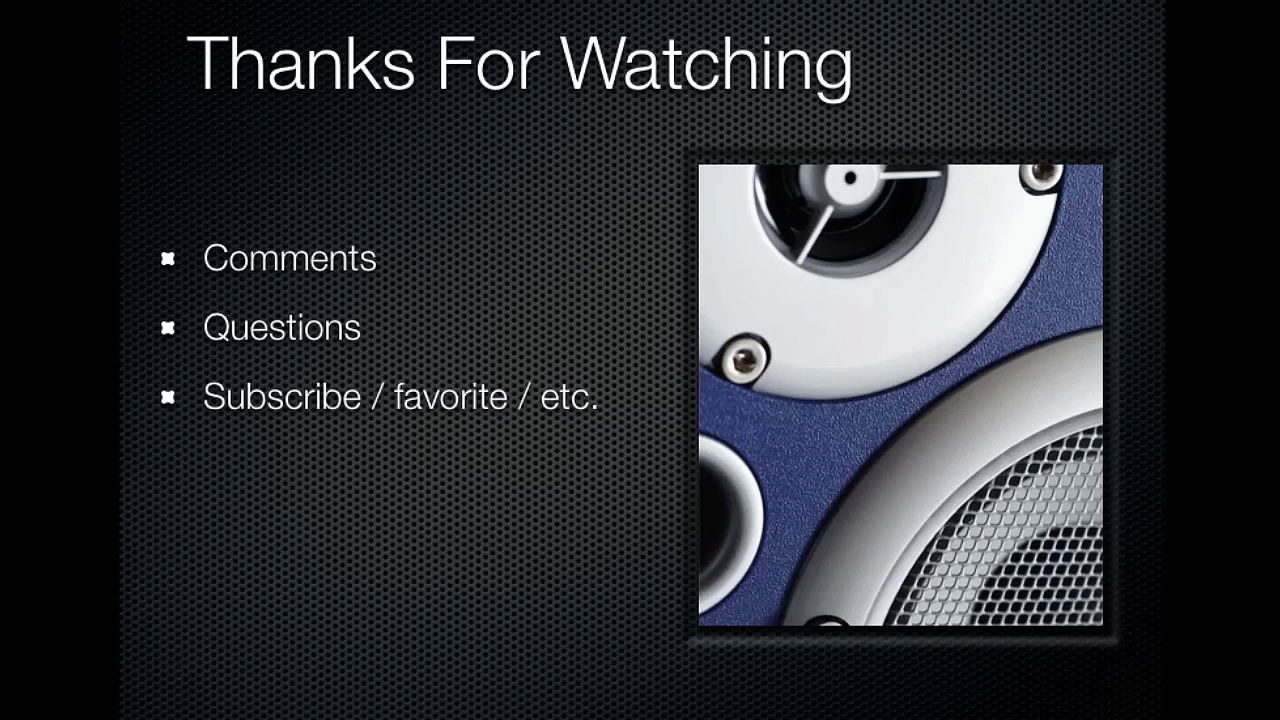 Thanks For Watching
Comments
Questions
Subscribe / favorite / etc.